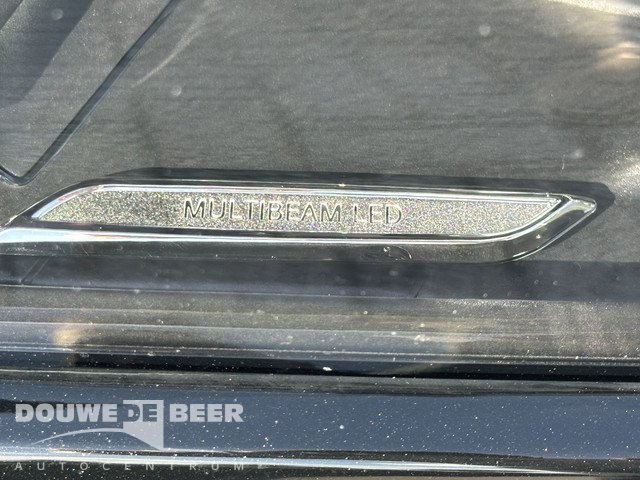 MULTIBEAM LED
DOUWE DE BEER
AUTOCENTRUM